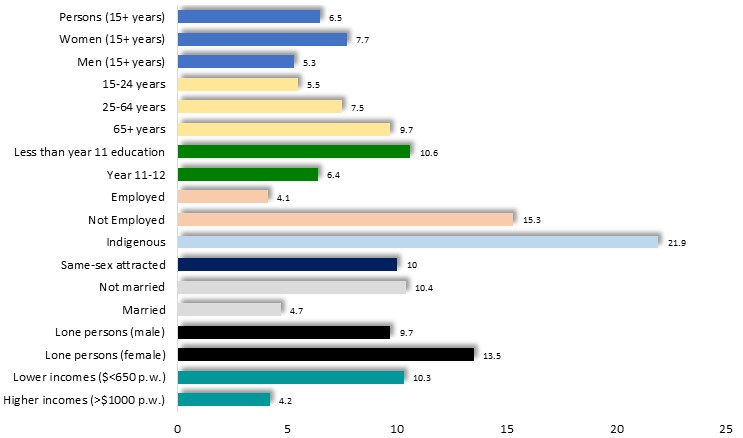 Persons (15+ years) 6.5
Women (15+ years) 7.7
Men (15+ years) 5.3
15-24 years 5.5
25-64 years 7.5
65+ years 9.7
Less than year 11 education 10.6
Year 11-12 6.4
Employed 4.1
Not Employed 15.3
Indigenous 21.9
Same-sex attracted 10
Not married 10.4
Married 4.7
Lone persons (male) 9.7
Lone persons (female) 13.5
Lower incomes ($<650 p.w.) 10.3
Higher incomes (>$1000 p.w.) 4.2
0 5 10 15 20 25